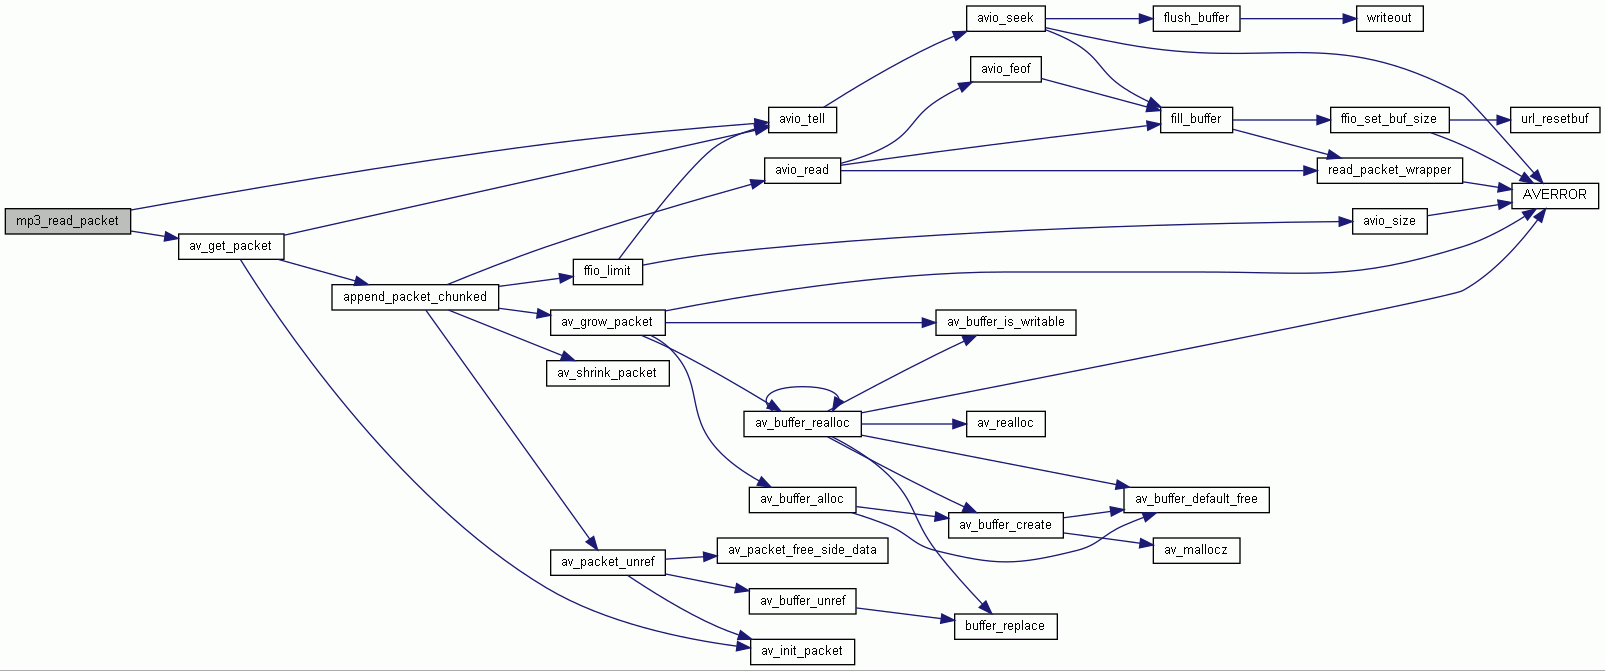 avio_seek
flush_buffer
writeout
avio_feof
avio_tell
fill_buffer
ffio_set_buf_size
url_resetbuf
avio_read
read_packet_wrapper
AVERROR
mp3_read_packet
avio_size
av_get_packet
ffio_limit
append_packet_chunked
av_grow_packet
av_buffer_is_writable
av_shrink_packet
av_buffer_realloc
av_realloc
av_buffer_alloc
av_buffer_default_free
av_buffer_create
av_packet_free_side_data
av_mallocz
av_packet_unref
av_buffer_unref
buffer_replace
av_init_packet